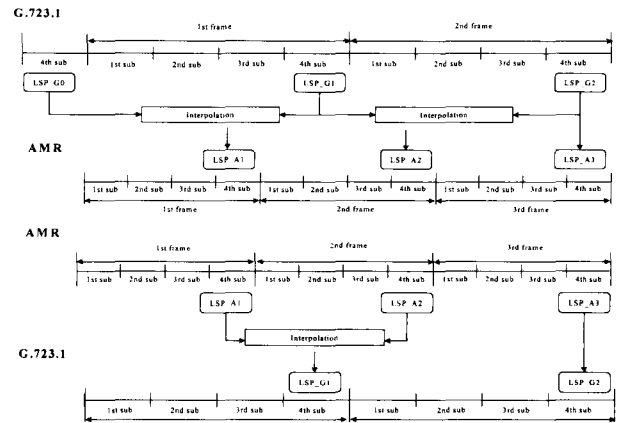 G.723.1
1st frame 2nd frame
4th sub 1st sub 2nd sub 3rd sub 4th sub 1st sub 2nd sub 3rd sub 4th sub
LSP_G0 LSP_G1 LSP_G2
Interpolation Interpolation
AMR
LSP_A1 LSP_A2 LSP_A3
1st sub 2nd sub 3rd sub 4th sub 1st sub 2nd sub 3rd sub 4th sub 1st sub 2nd sub 3rd sub 4th sub
1st frame 2nd frame 3rd frame
AMR
1st frame 2nd frame 3rd frame
1st sub 2nd sub 3rd sub 4th sub 1st sub 2nd sub 3rd sub 4th sub 1st sub 2nd sub 3rd sub 4th sub
LSP_A1 LSP_A2 LSP_A3
Interpolation
G.723.1
LSP_G1 LSP_G2
1st sub 2nd sub 3rd sub 4th sub 1st sub 2nd sub 3rd sub 4th sub